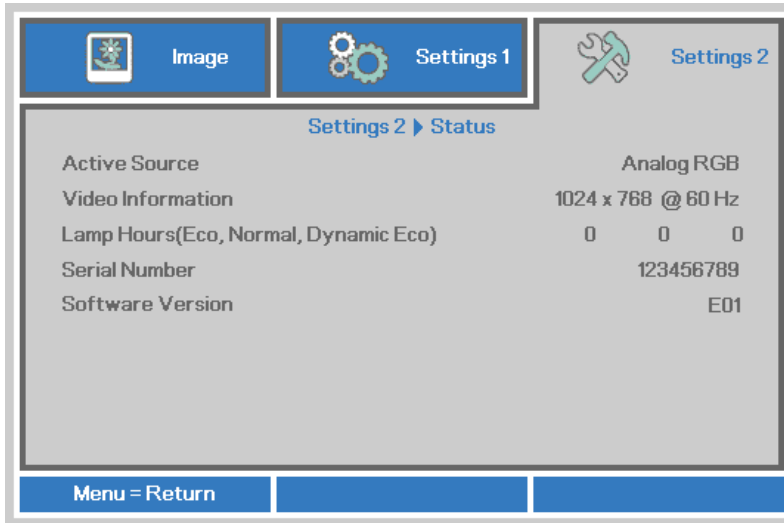 Image
Settings 1
Settings 2
Settings 2 Status
Active Source Analog RGB
Video Information 1024 x 768 @ 60 Hz
Lamp Hours(Eco, Normal, Dynamic Eco) 0 0 0
Serial Number 123456789
Software Version E01
Menu = Return